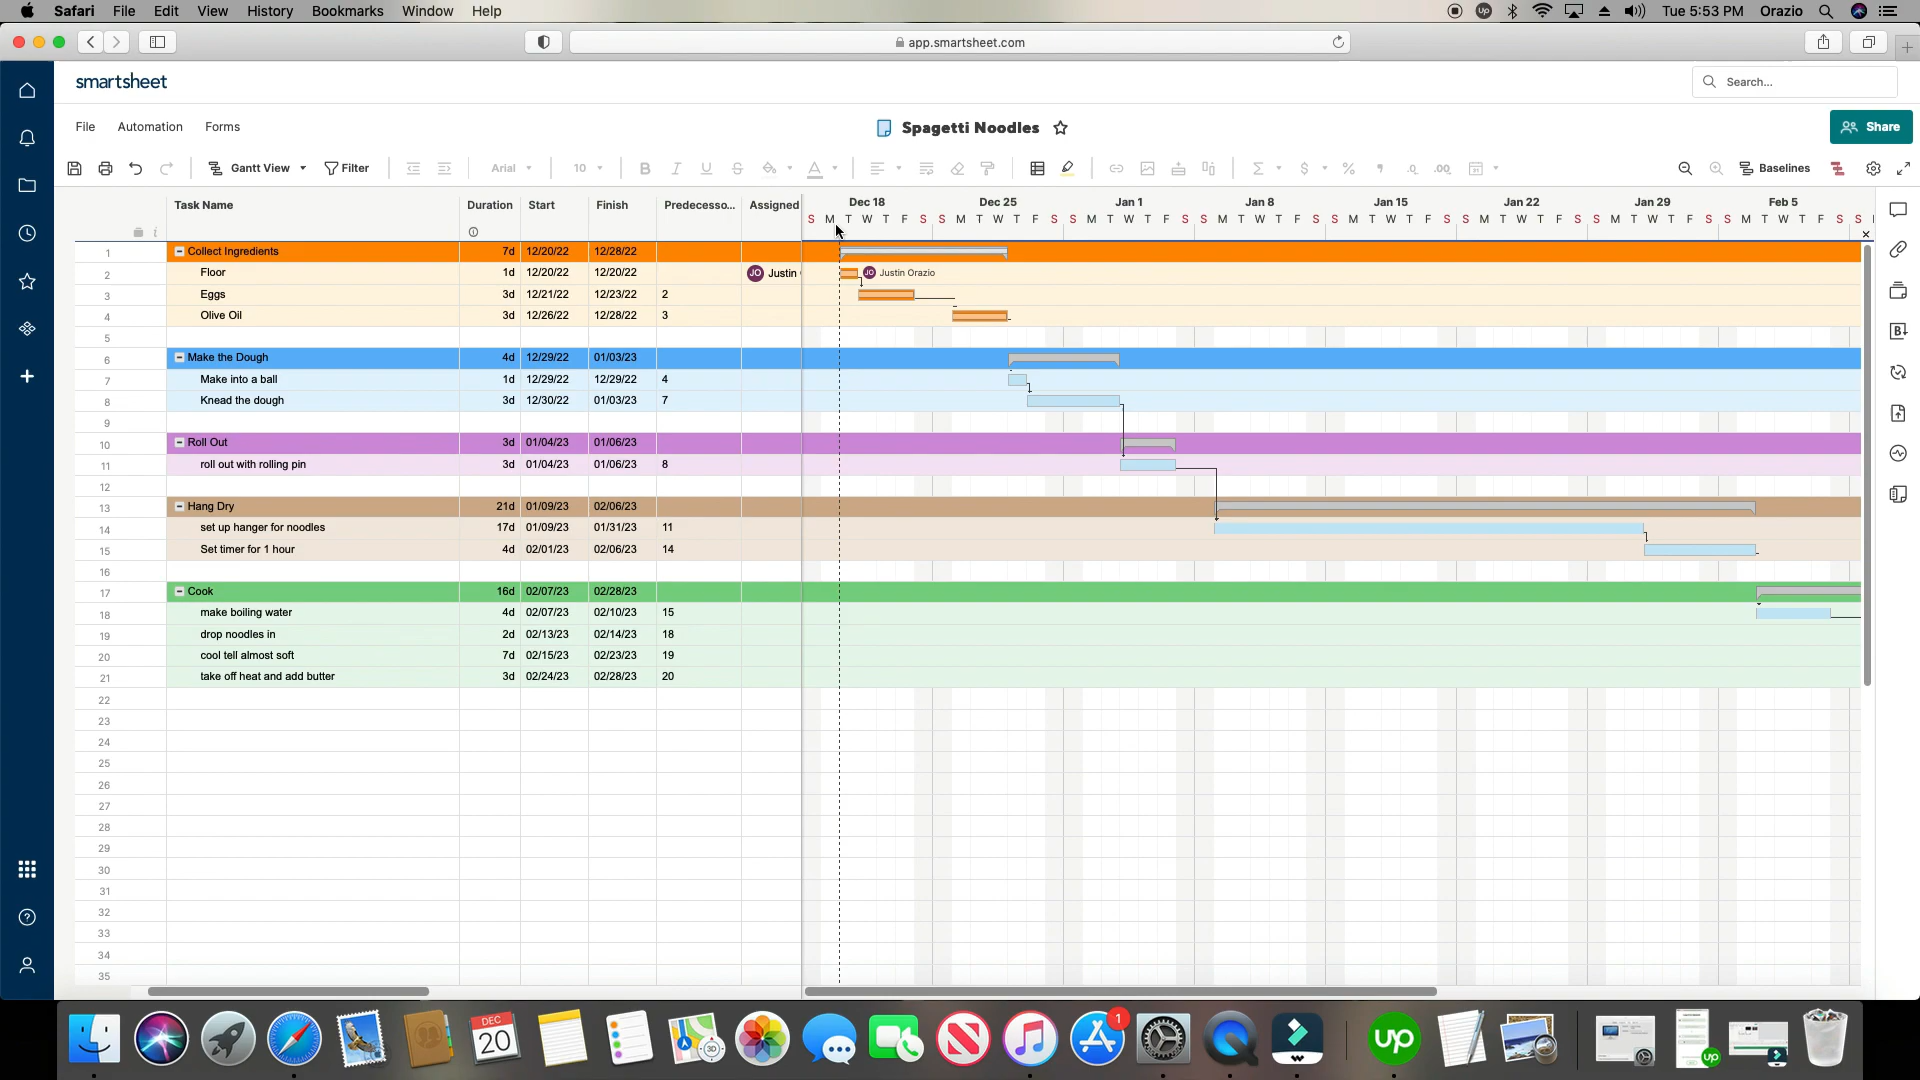 Safari File Edit View History Bookmarks Window Help Tue 5:53 PM Orazio
app.smartsheet.com
smartsheet Search...
File Automation Forms Spagetti Noodles Share
Gantt View Filter Arial 10 B I U S A Σ $ % .0 .00 Baselines
Task Name Duration Start Finish Predecesso... Assigned Dec 18 Dec 25 Jan 1 Jan 8 Jan 15 Jan 22 Jan 29 Feb 5
S M T W T F S S M T W T F S S M T W T F S S M T W T F S S M T W T F S S M T W T F S S M T W T F S S M T W T F S S
1 Collect Ingredients 7d 12/20/22 12/28/22
2 Floor 1d 12/20/22 12/20/22 JO Justin JO Justin Orazio
3 Eggs 3d 12/21/22 12/23/22 2
4 Olive Oil 3d 12/26/22 12/28/22 3
5
6 Make the Dough 4d 12/29/22 01/03/23
7 Make into a ball 1d 12/29/22 12/29/22 4
8 Knead the dough 3d 12/30/22 01/03/23 7
9
10 Roll Out 3d 01/04/23 01/06/23
11 roll out with rolling pin 3d 01/04/23 01/06/23 8
12
13 Hang Dry 21d 01/09/23 02/06/23
14 set up hanger for noodles 17d 01/09/23 01/31/23 11
15 Set timer for 1 hour 4d 02/01/23 02/06/23 14
16
17 Cook 16d 02/07/23 02/28/23
18 make boiling water 4d 02/07/23 02/10/23 15
19 drop noodles in 2d 02/13/23 02/14/23 18
20 cool tell almost soft 7d 02/15/23 02/23/23 19
21 take off heat and add butter 3d 02/24/23 02/28/23 20
22
23
24
25
26
27
28
29
30
31
32
33
34
35
DEC
20
3D
1
up
up